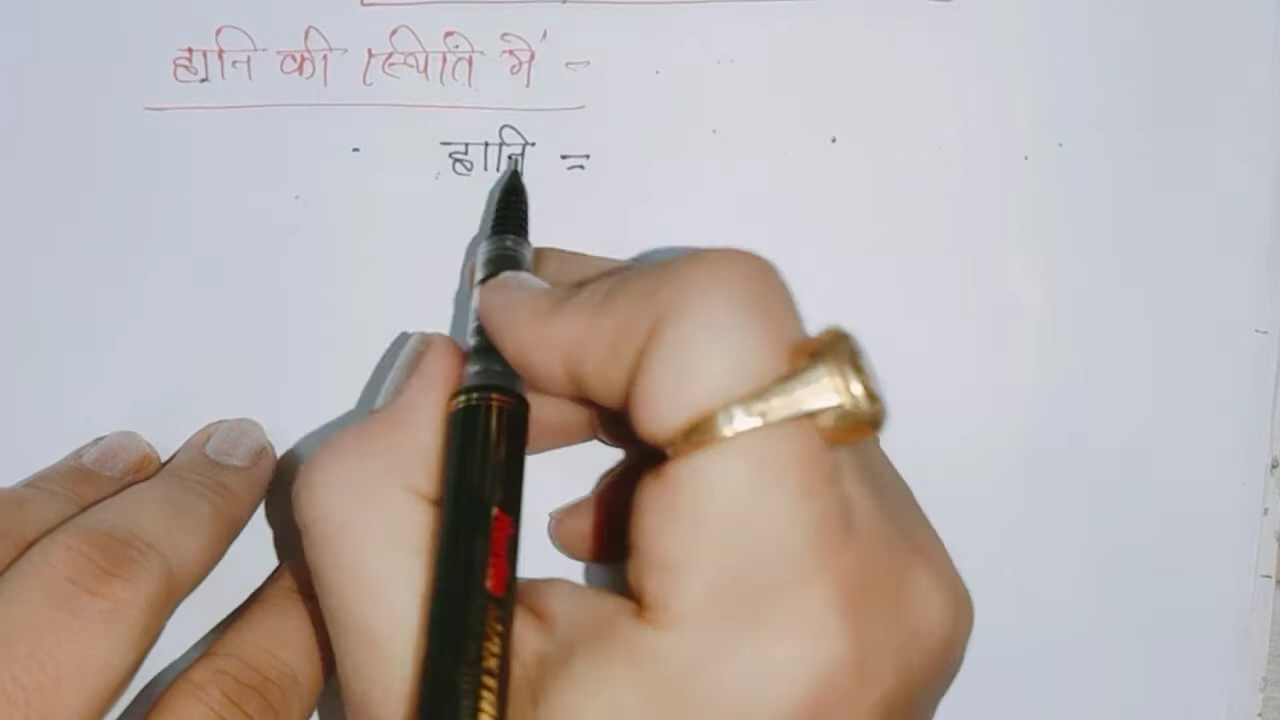 हानि की स्थिति में -
हानि =